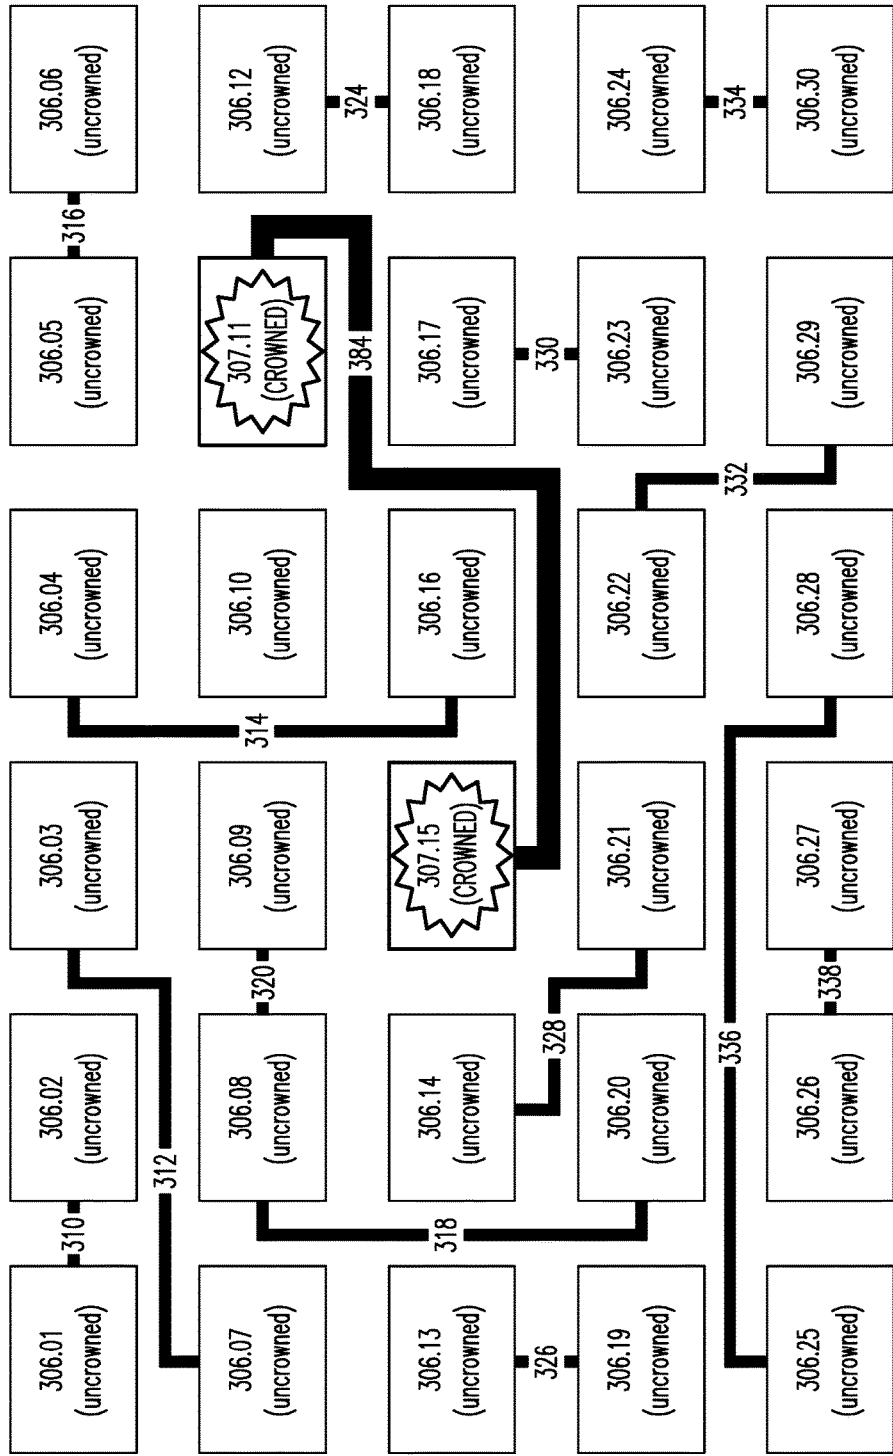 306.01
(uncrowned)
310
306.02
(uncrowned)
306.03
(uncrowned)
306.04
(uncrowned)
306.05
(uncrowned)
316
306.06
(uncrowned)
312
306.07
(uncrowned)
306.08
(uncrowned)
320
306.09
(uncrowned)
314
306.10
(uncrowned)
307.11
(CROWNED)
306.12
(uncrowned)
384
324
306.13
(uncrowned)
318
306.14
(uncrowned)
307.15
(CROWNED)
306.16
(uncrowned)
306.17
(uncrowned)
306.18
(uncrowned)
326
328
330
306.19
(uncrowned)
306.20
(uncrowned)
306.21
(uncrowned)
306.22
(uncrowned)
306.23
(uncrowned)
306.24
(uncrowned)
336
332
334
306.25
(uncrowned)
306.26
(uncrowned)
338
306.27
(uncrowned)
306.28
(uncrowned)
306.29
(uncrowned)
306.30
(uncrowned)